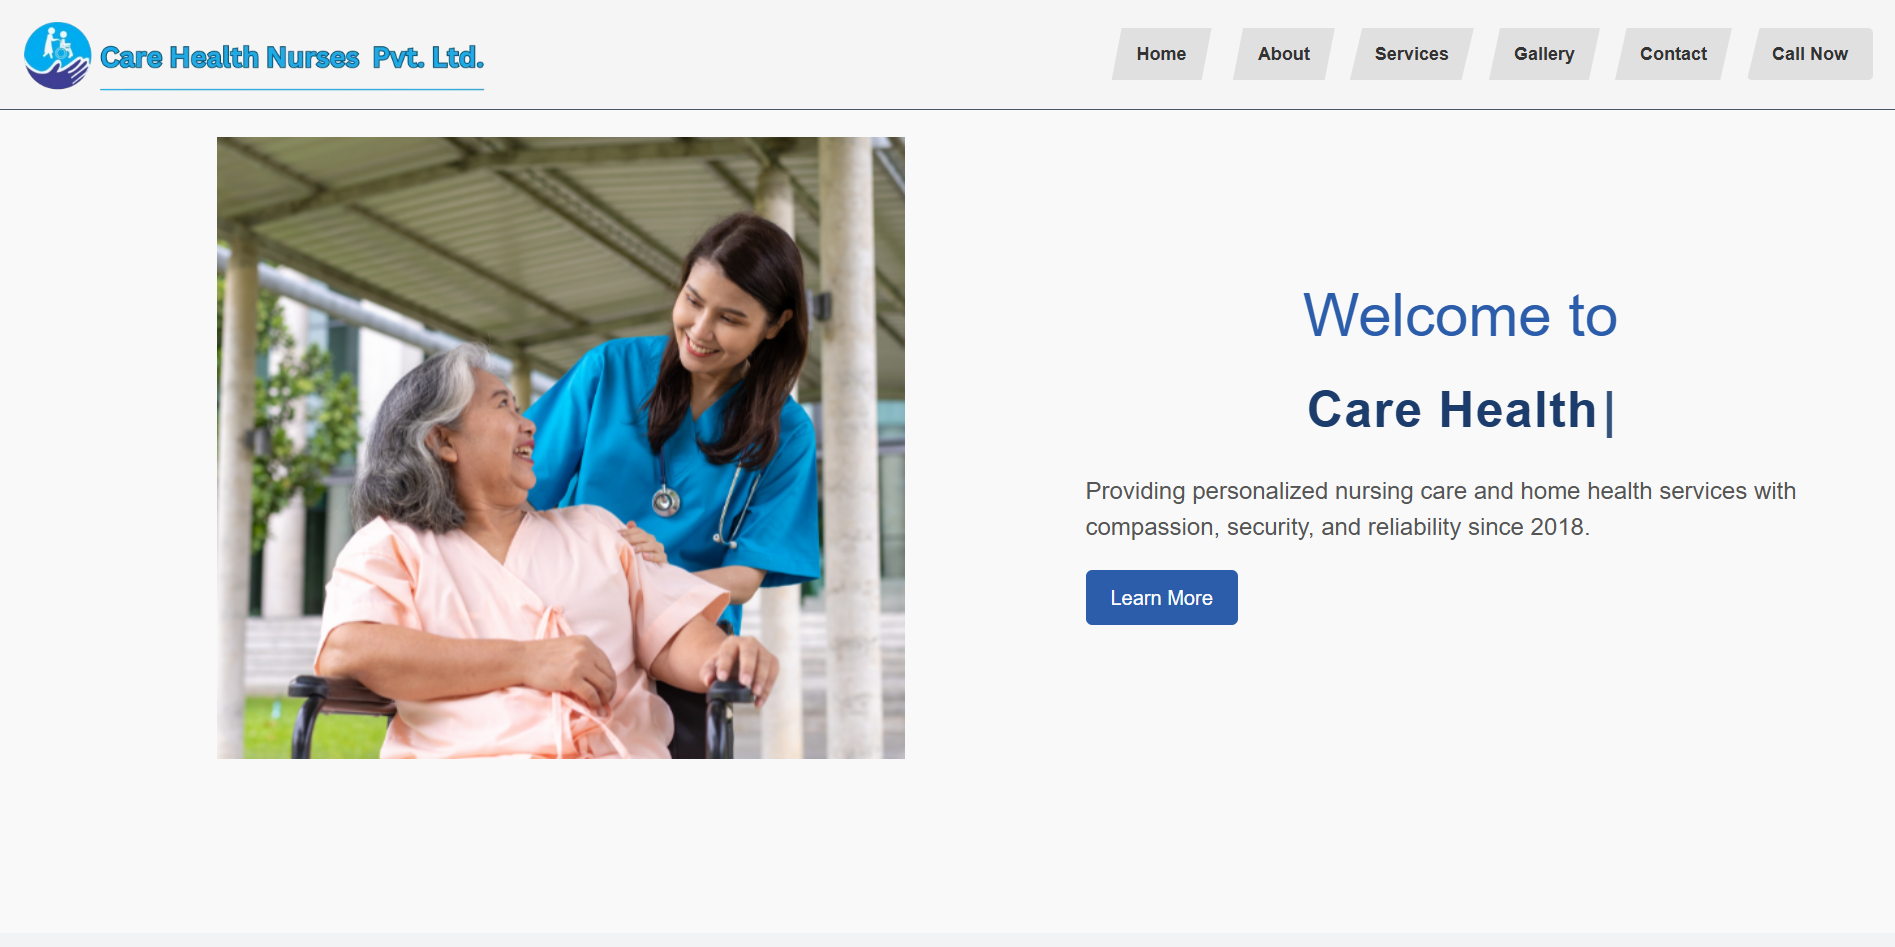 Care Health Nurses Pvt. Ltd.
Home About Services Gallery Contact Call Now
Welcome to
Care Health|
Providing personalized nursing care and home health services with
compassion, security, and reliability since 2018.
Learn More